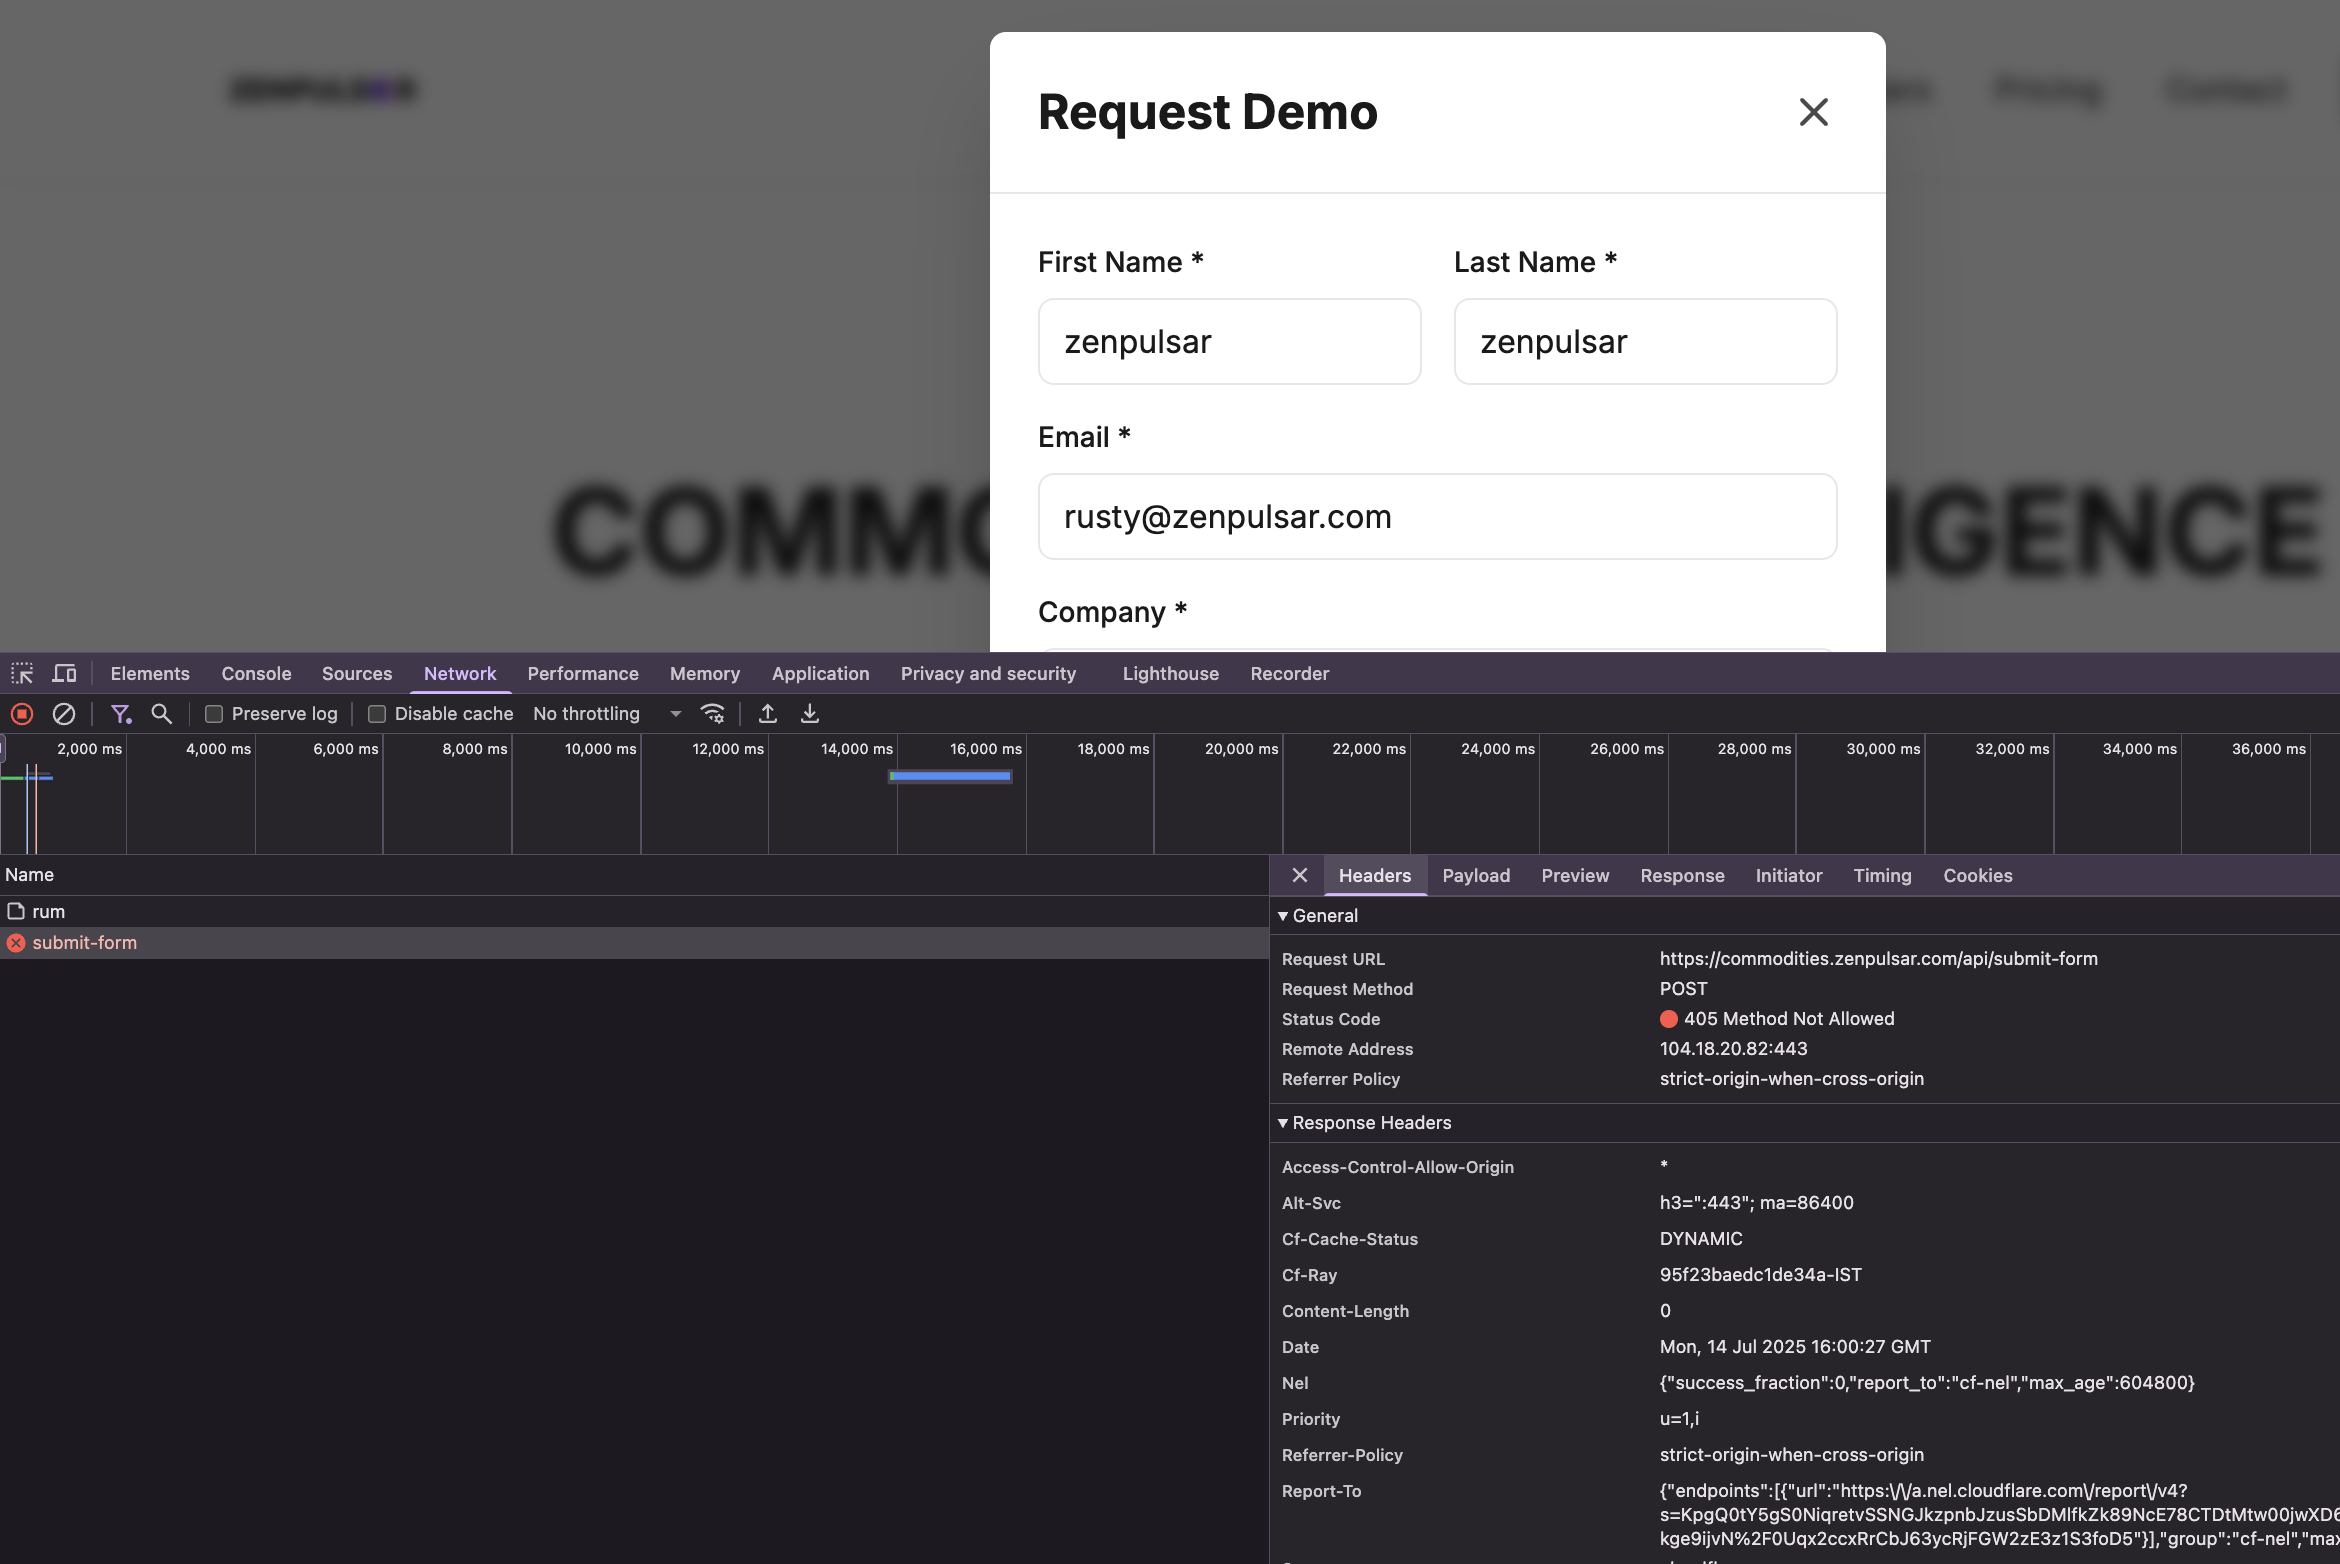 ZENPULSAR
Pricing
Contact
Request Demo
First Name *
Last Name *
zenpulsar
zenpulsar
Email *
rusty@zenpulsar.com
COMMO
IGENCE
Company *
Elements Console Sources Network Performance Memory Application Privacy and security Lighthouse Recorder
Preserve log Disable cache No throttling
2,000 ms 4,000 ms 6,000 ms 8,000 ms 10,000 ms 12,000 ms 14,000 ms 16,000 ms 18,000 ms 20,000 ms 22,000 ms 24,000 ms 26,000 ms 28,000 ms 30,000 ms 32,000 ms 34,000 ms 36,000 ms
Name
rum
submit-form
Headers Payload Preview Response Initiator Timing Cookies
General
Request URL https://commodities.zenpulsar.com/api/submit-form
Request Method POST
Status Code 405 Method Not Allowed
Remote Address 104.18.20.82:443
Referrer Policy strict-origin-when-cross-origin
Response Headers
Access-Control-Allow-Origin *
Alt-Svc h3=":443"; ma=86400
Cf-Cache-Status DYNAMIC
Cf-Ray 95f23baedc1de34a-IST
Content-Length 0
Date Mon, 14 Jul 2025 16:00:27 GMT
Nel {"success_fraction":0,"report_to":"cf-nel","max_age":604800}
Priority u=1,i
Referrer-Policy strict-origin-when-cross-origin
Report-To {"endpoints":[{"url":"https:\/\/a.nel.cloudflare.com\/report\/v4?
s=KpgQ0tY5gS0NiqretvSSNGJkzpnbJzusSbDMlfkZk89NcE78CTDtMtw00jwXD6
kge9ijvN%2F0Uqx2ccxRrCbJ63ycRjFGW2zE3z1S3foD5"}],"group":"cf-nel","max